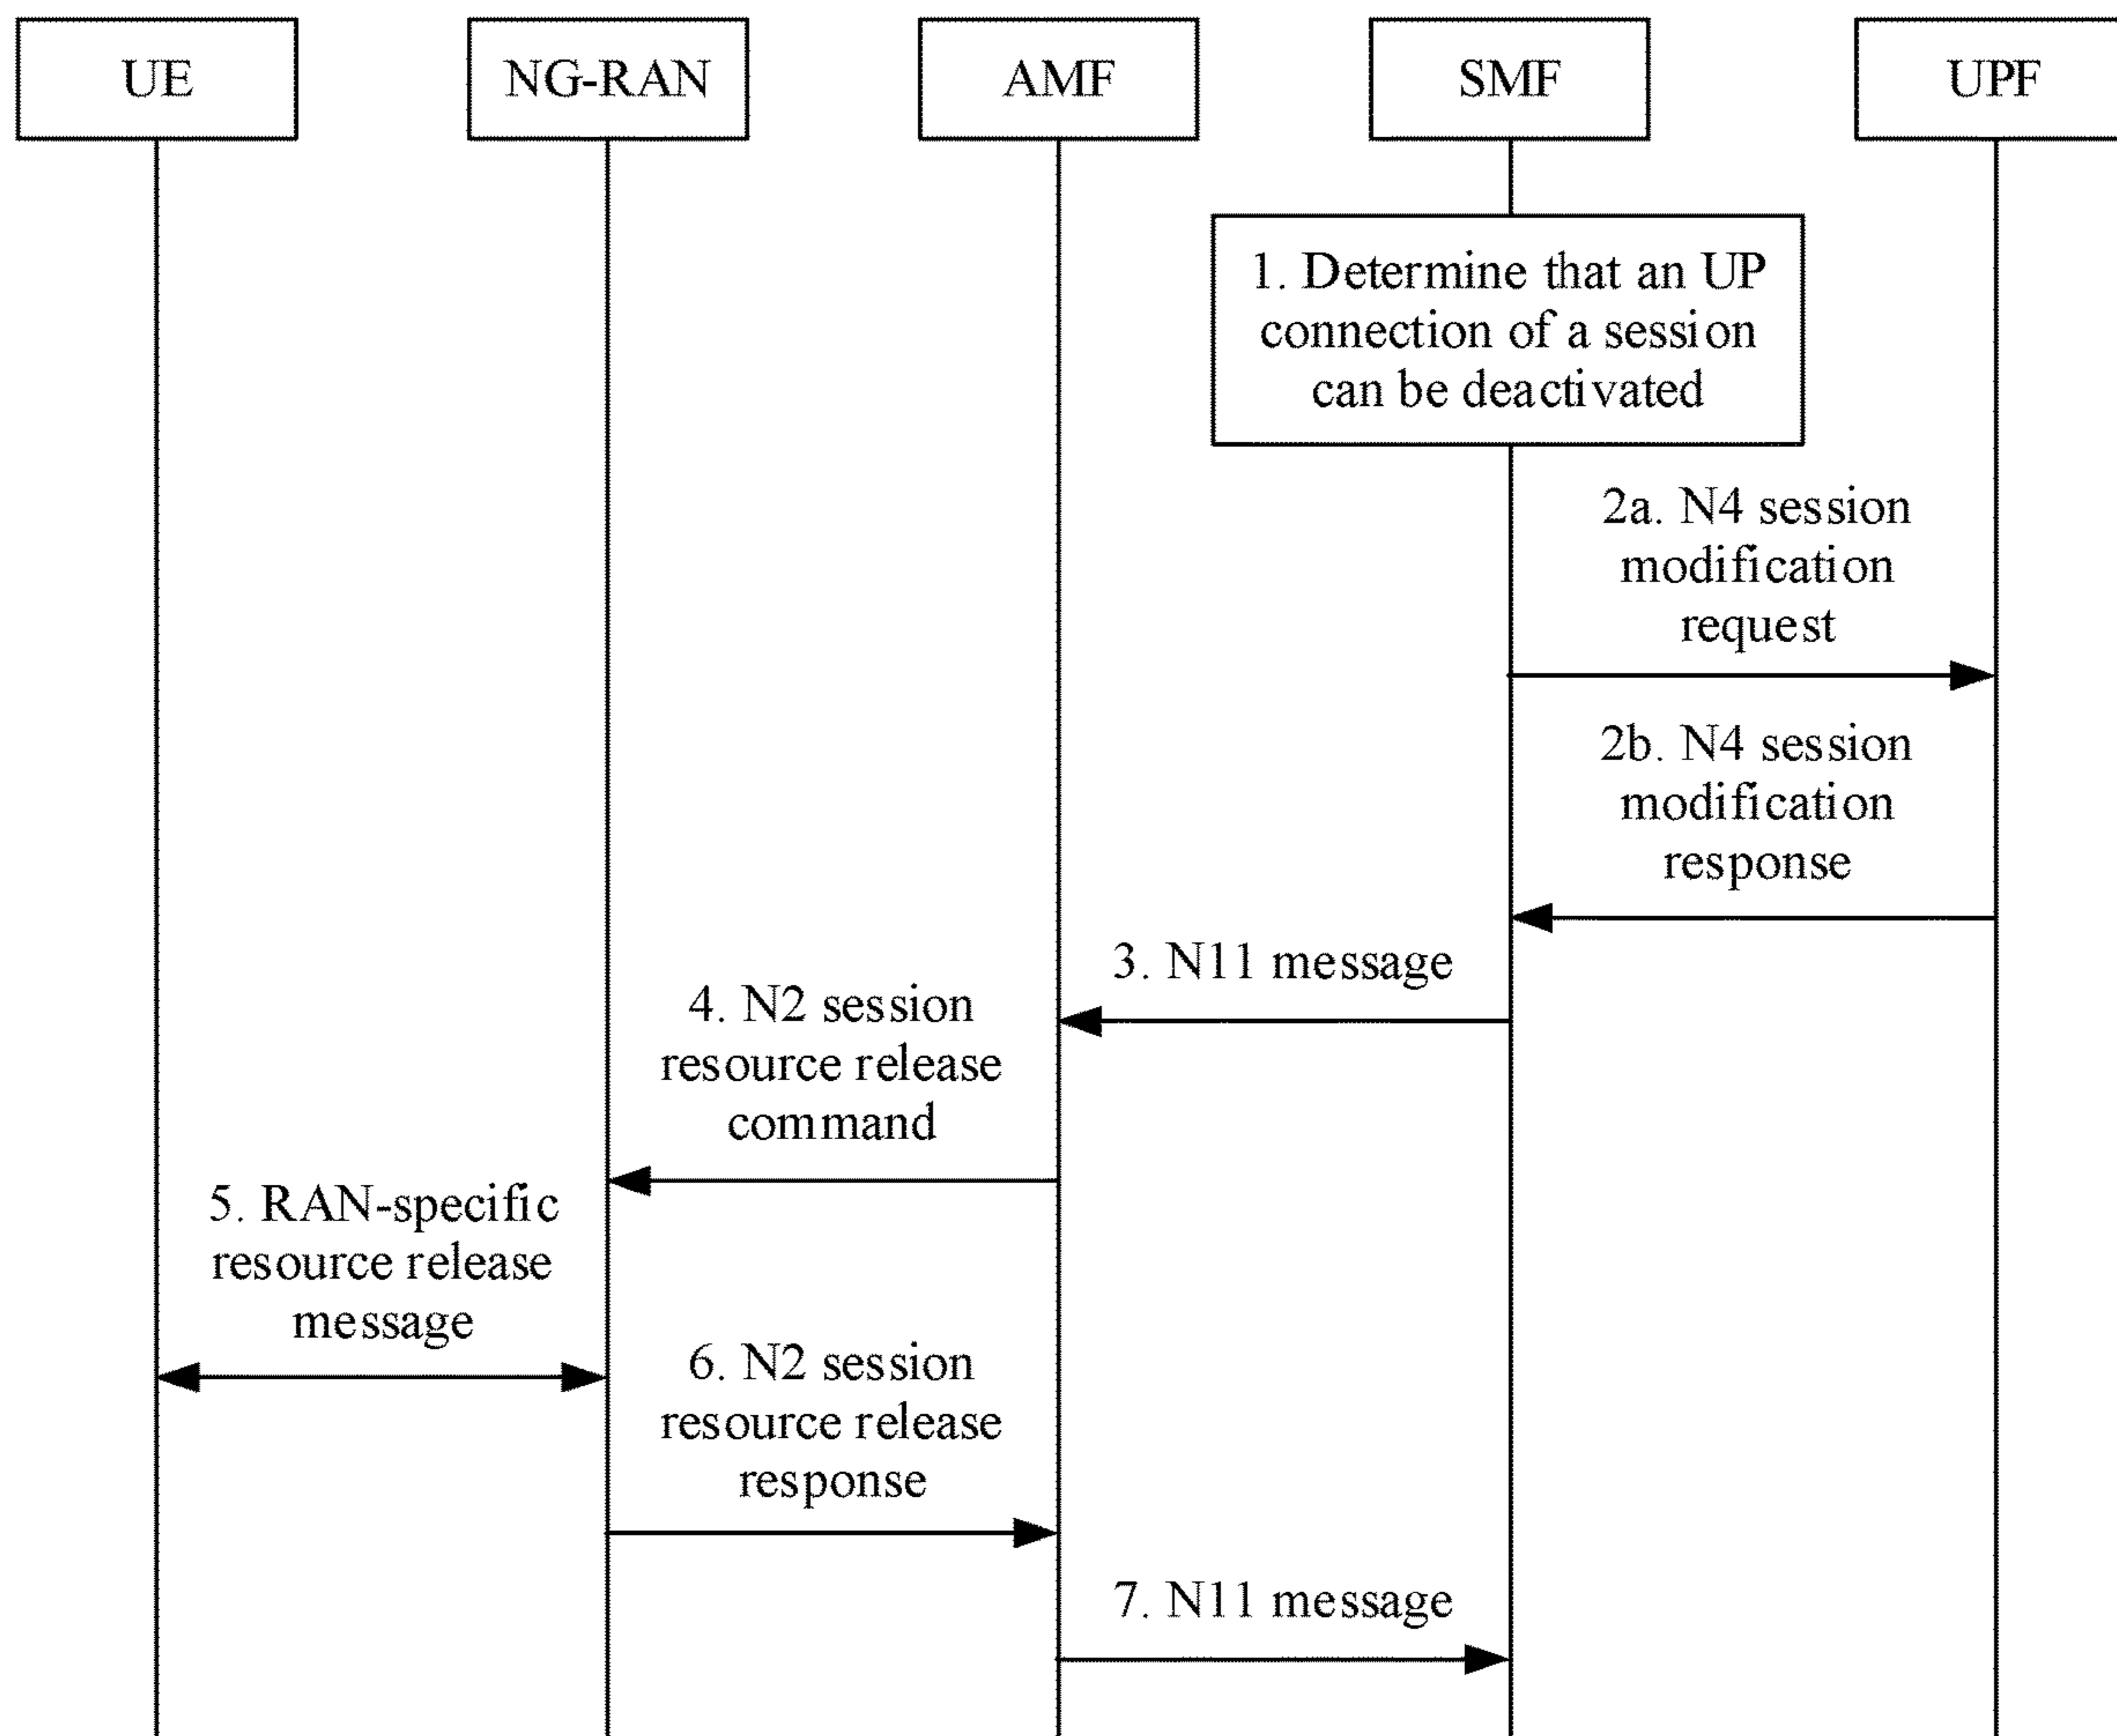 UE
NG-RAN
AMF
SMF
UPF
1. Determine that an UP
connection of a session
can be deactivated
2a. N4 session
modification
request
2b. N4 session
modification
response
3. N11 message
4. N2 session
resource release
command
5. RAN-specific
resource release
message
6. N2 session
resource release
response
7. N11 message